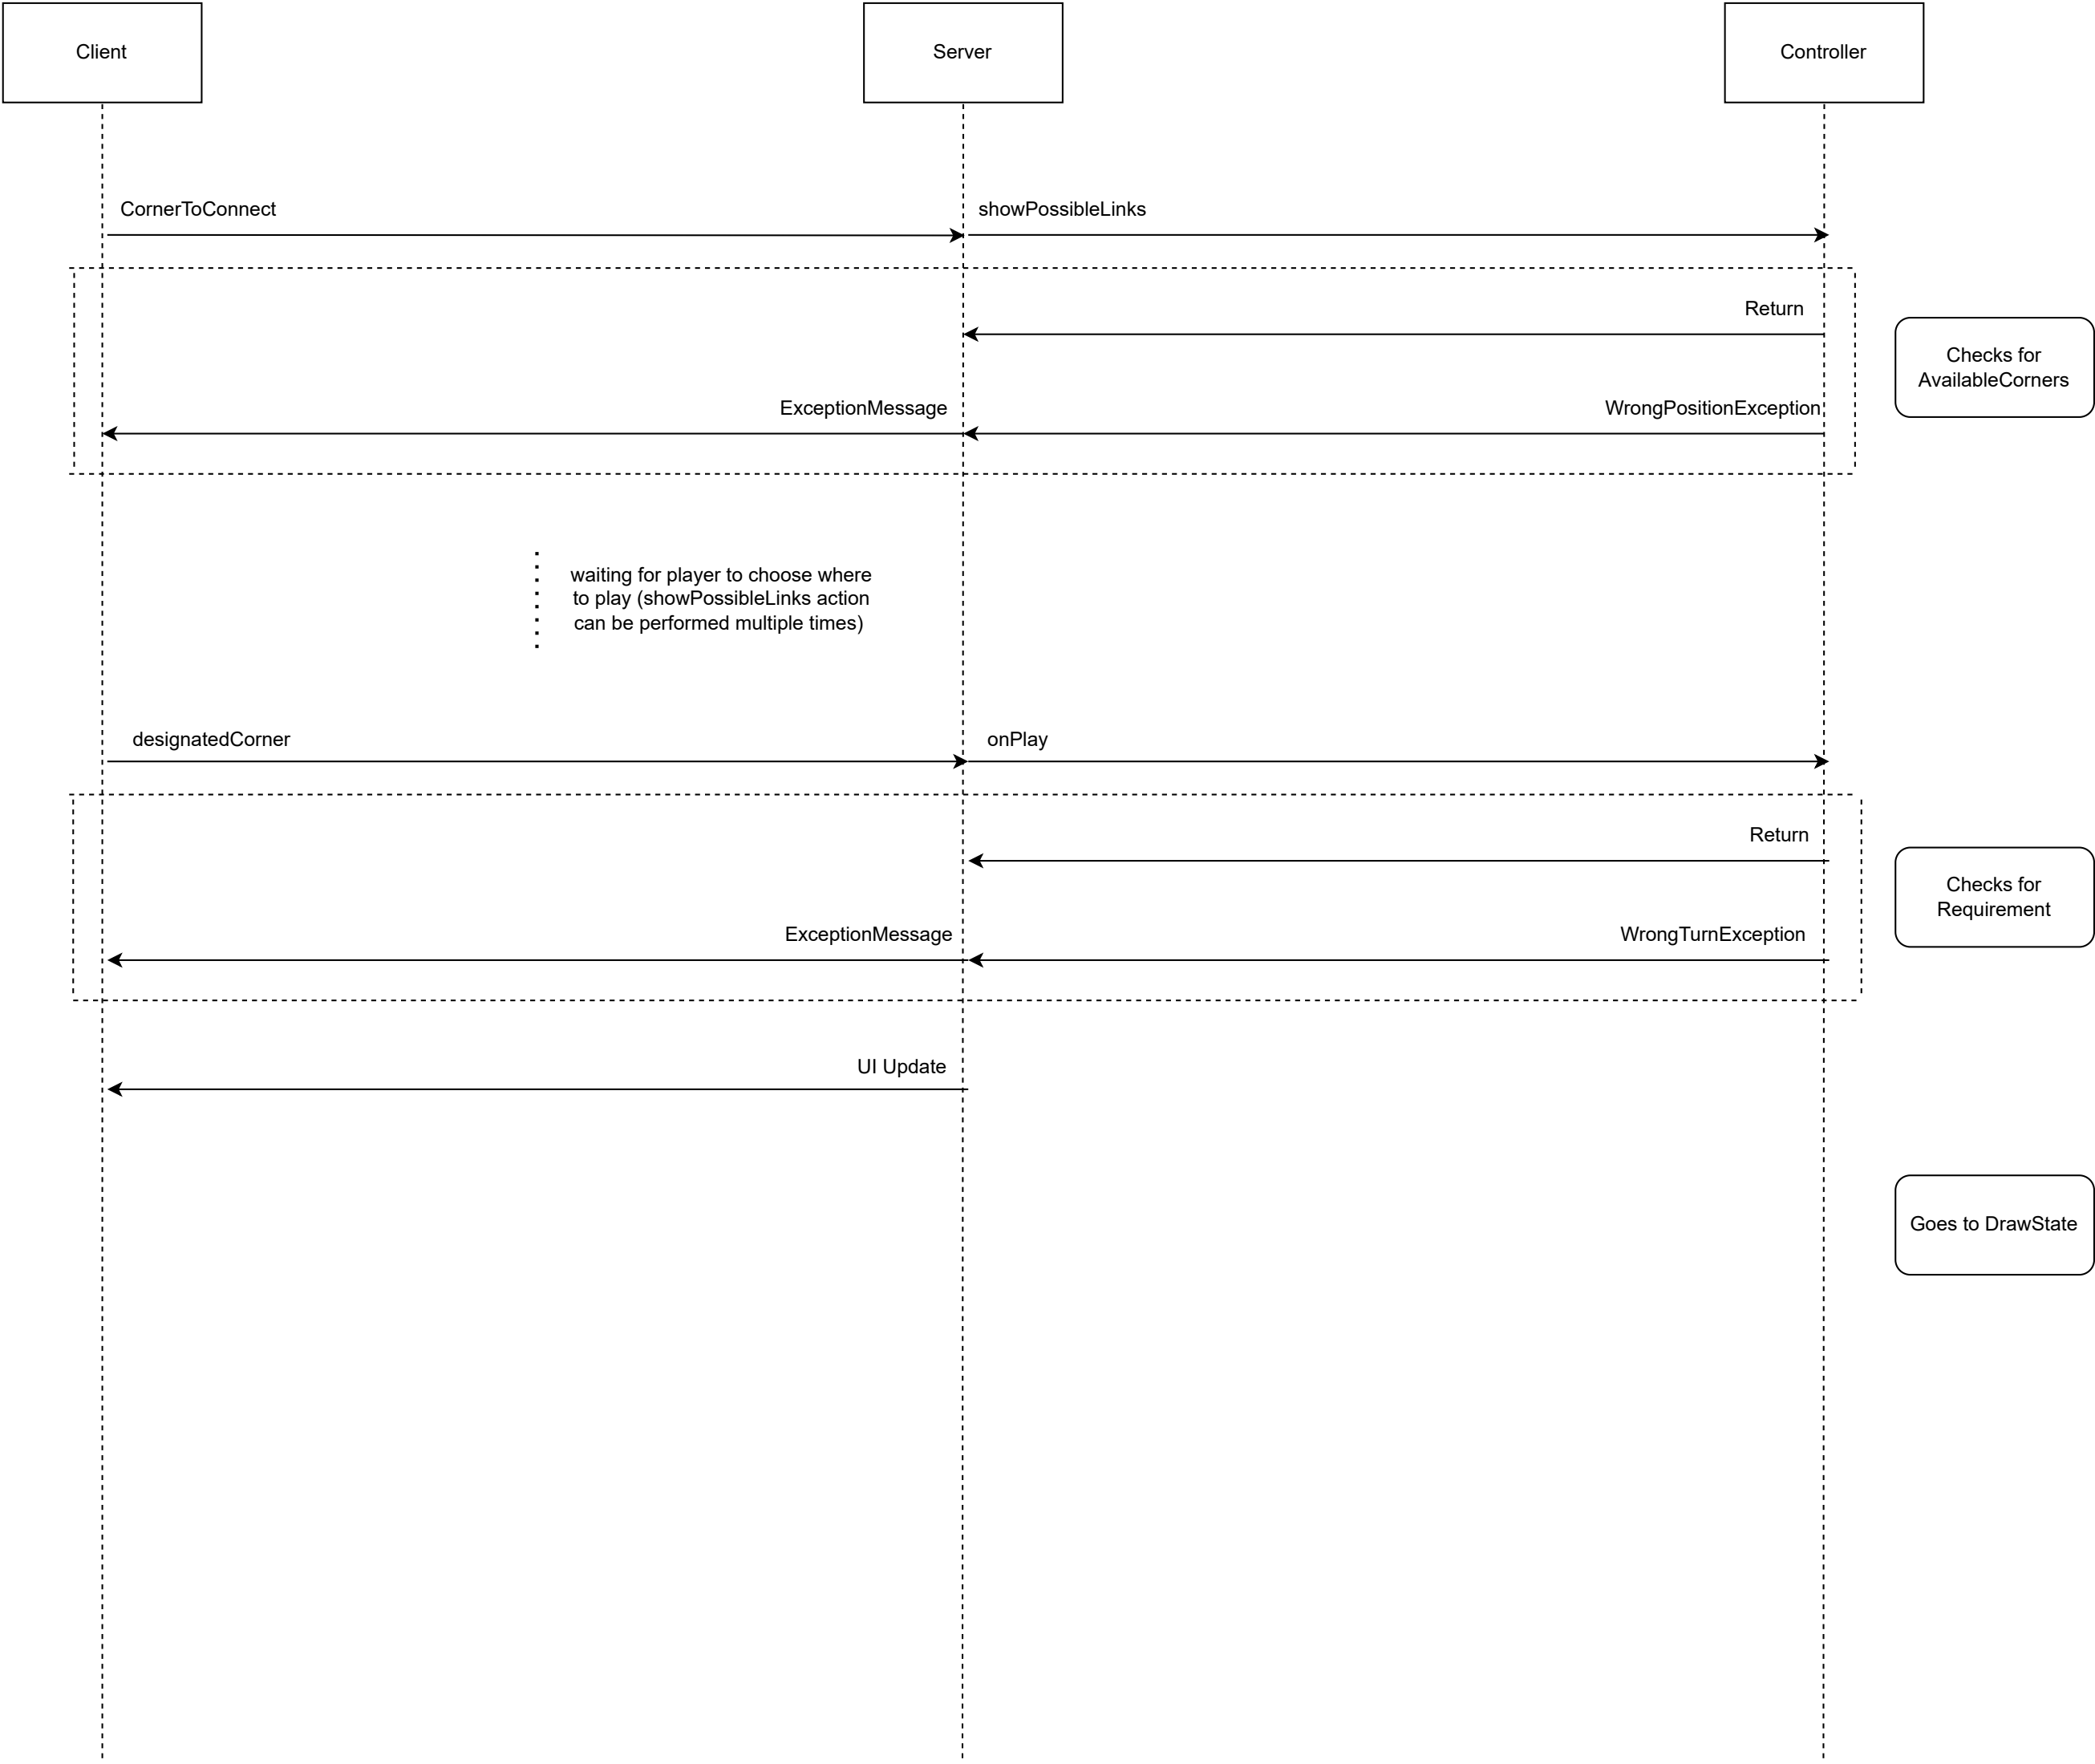 Client
Server
Controller
CornerToConnect
showPossibleLinks
Return
Checks for
AvailableCorners
ExceptionMessage
WrongPositionException
waiting for player to choose where
to play (showPossibleLinks action
can be performed multiple times)
designatedCorner
onPlay
Return
Checks for
Requirement
ExceptionMessage
WrongTurnException
UI Update
Goes to DrawState